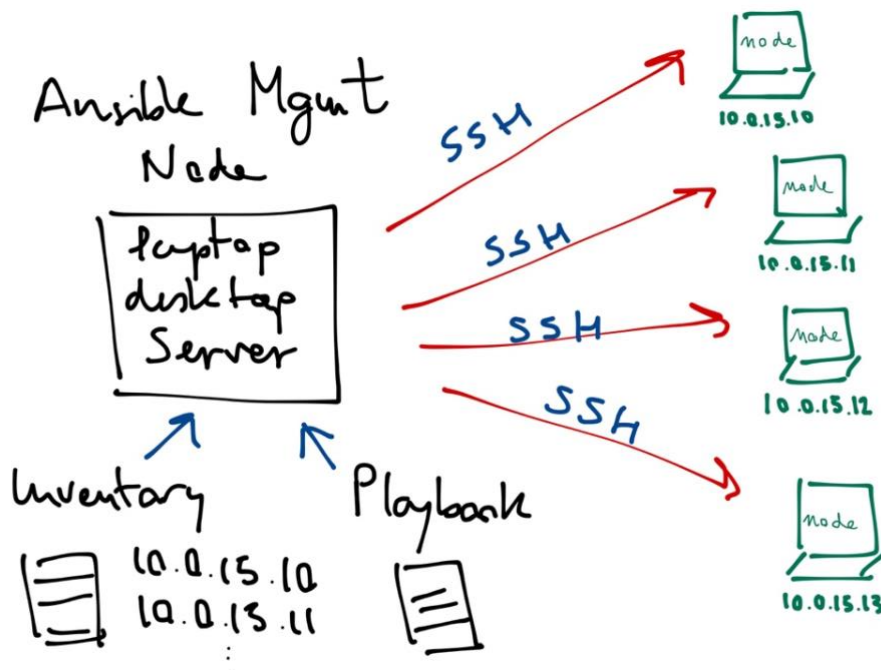 Ansible Mgmt
Node
laptop
desktop
Server
SSH
SSH
SSH
SSH
node
10.0.15.10
node
10.0.15.11
node
10.0.15.12
node
10.0.15.13
Inventory
10.0.15.10
10.0.15.11
:
Playbook